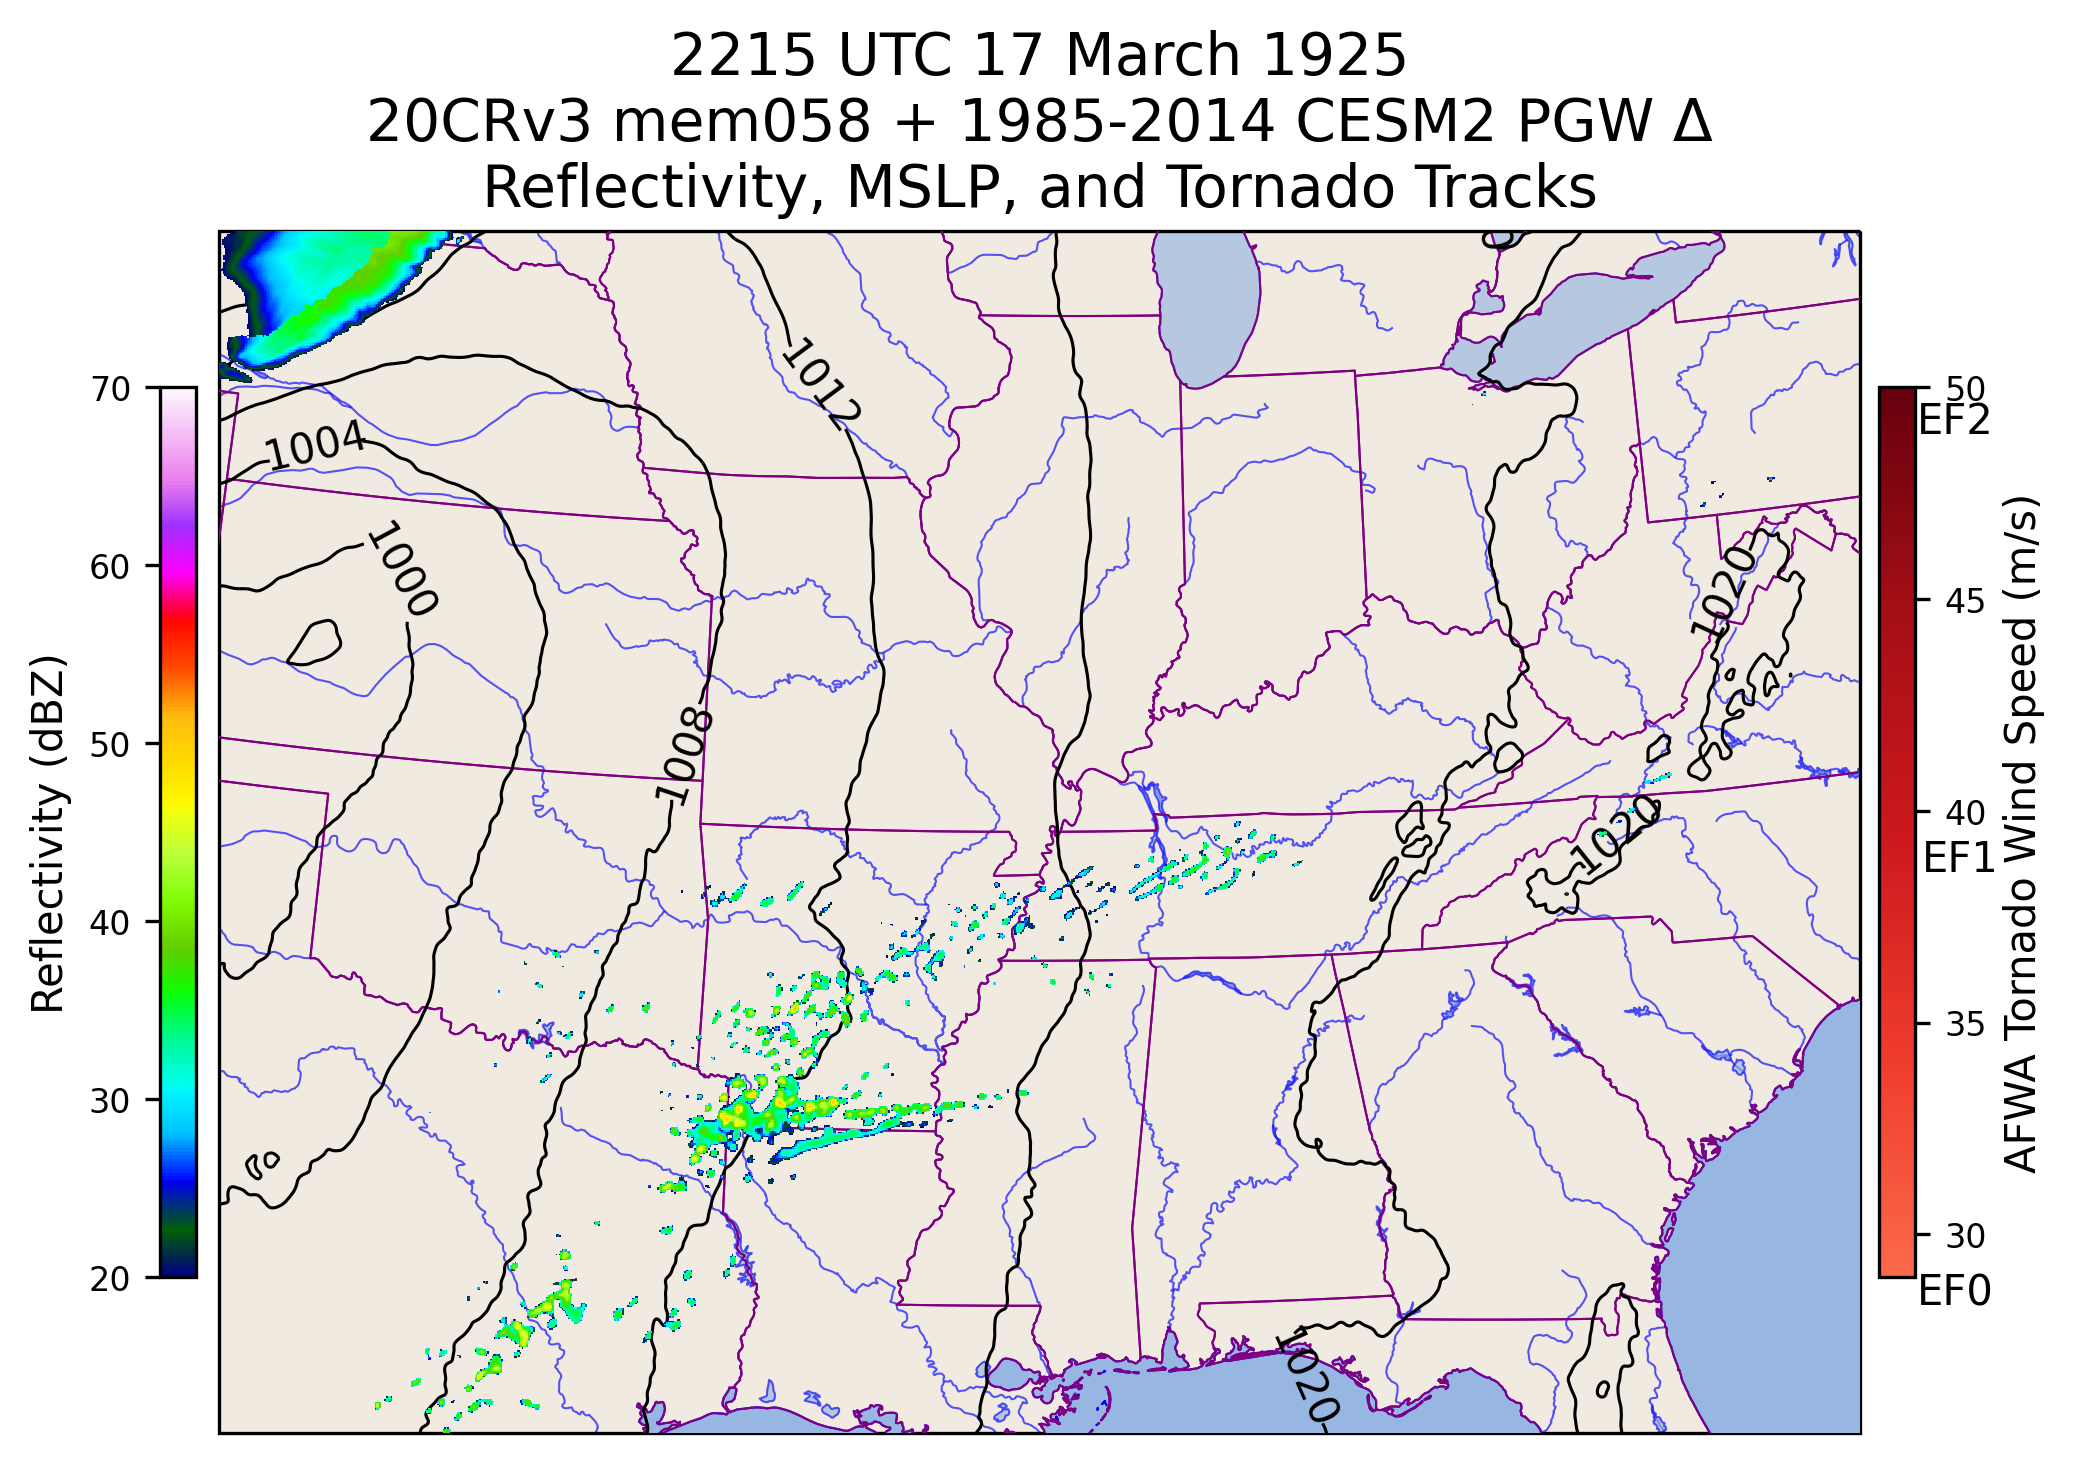 2215 UTC 17 March 1925
20CRv3 mem058 + 1985-2014 CESM2 PGW Δ
Reflectivity, MSLP, and Tornado Tracks
0
1012
1004
1000
1008
1020
1020
1020
70
60
50
40
30
20
Reflectivity (dBZ)
50
EF2
45
40
EF1
35
30
EF0
AFWA Tornado Wind Speed (m/s)